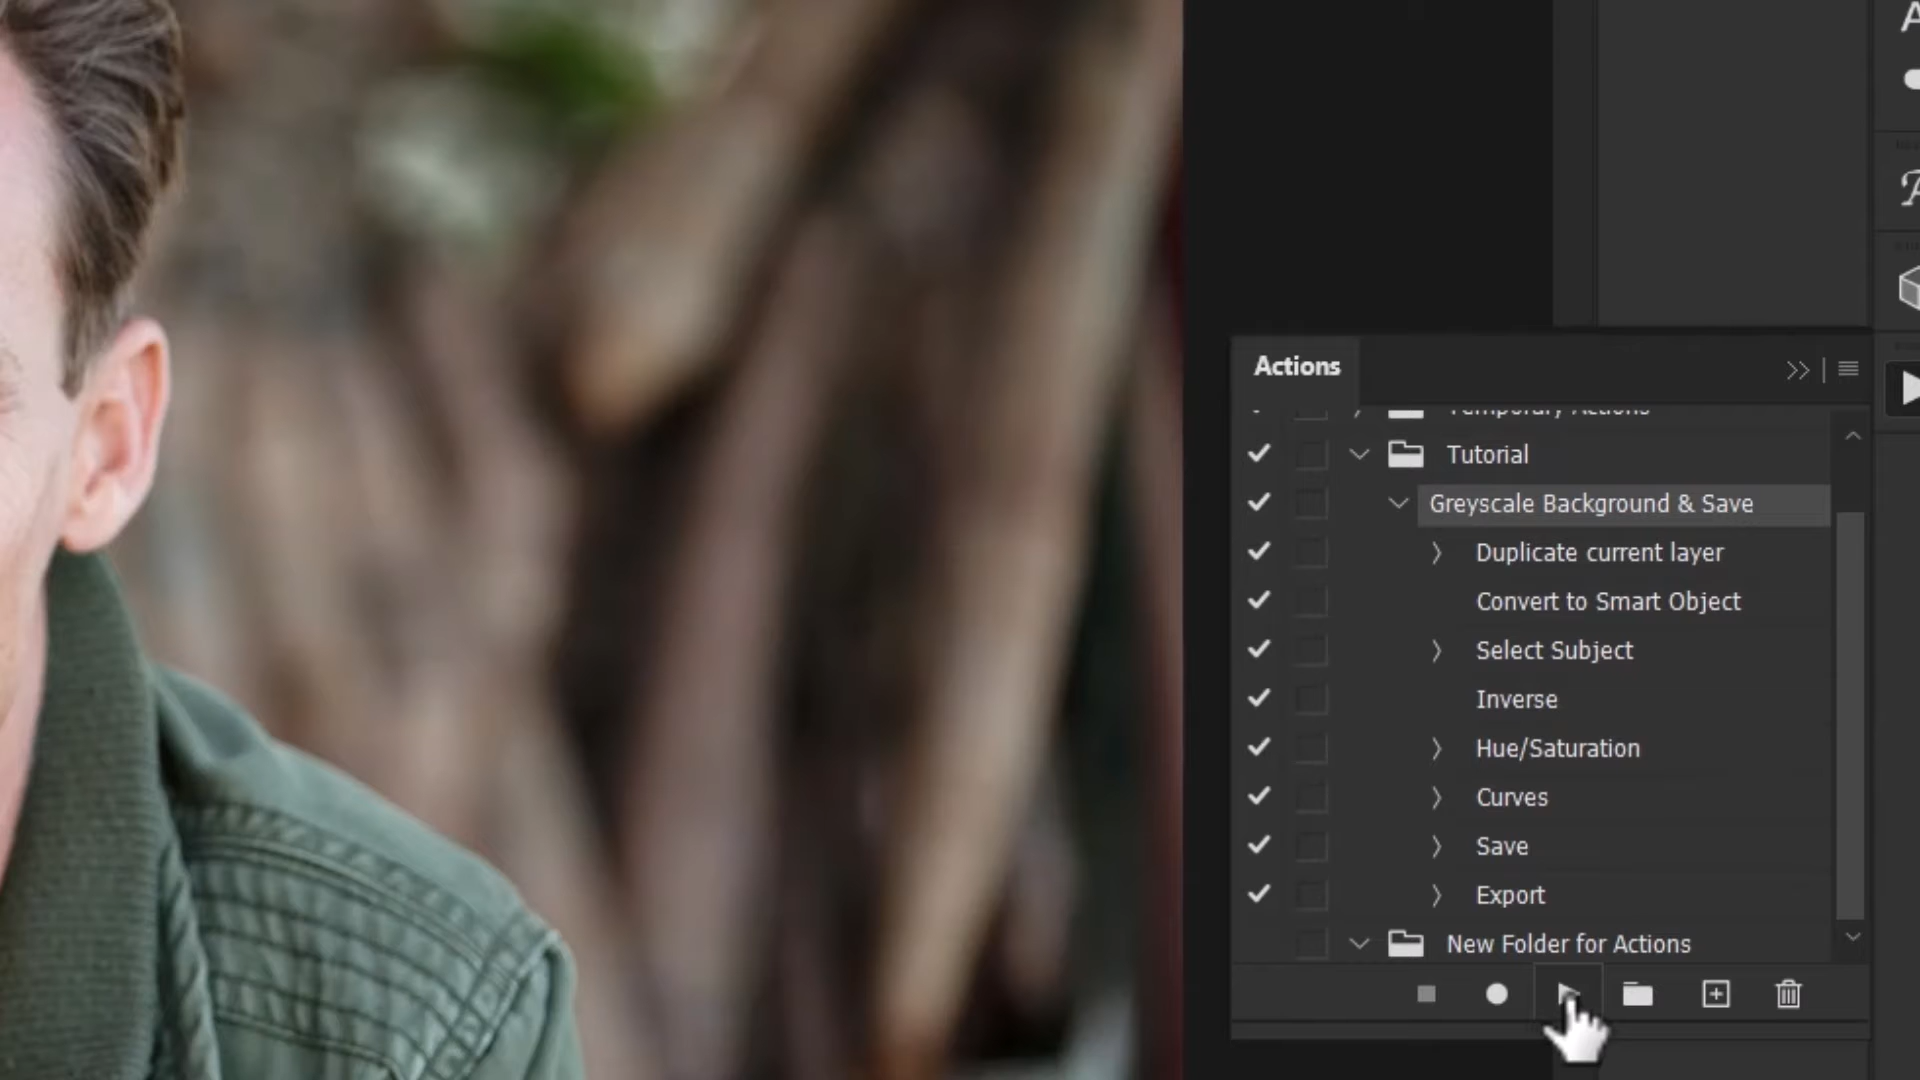 Actions
Temporary Actions
Tutorial
Greyscale Background & Save
Duplicate current layer
Convert to Smart Object
Select Subject
Inverse
Hue/Saturation
Curves
Save
Export
New Folder for Actions